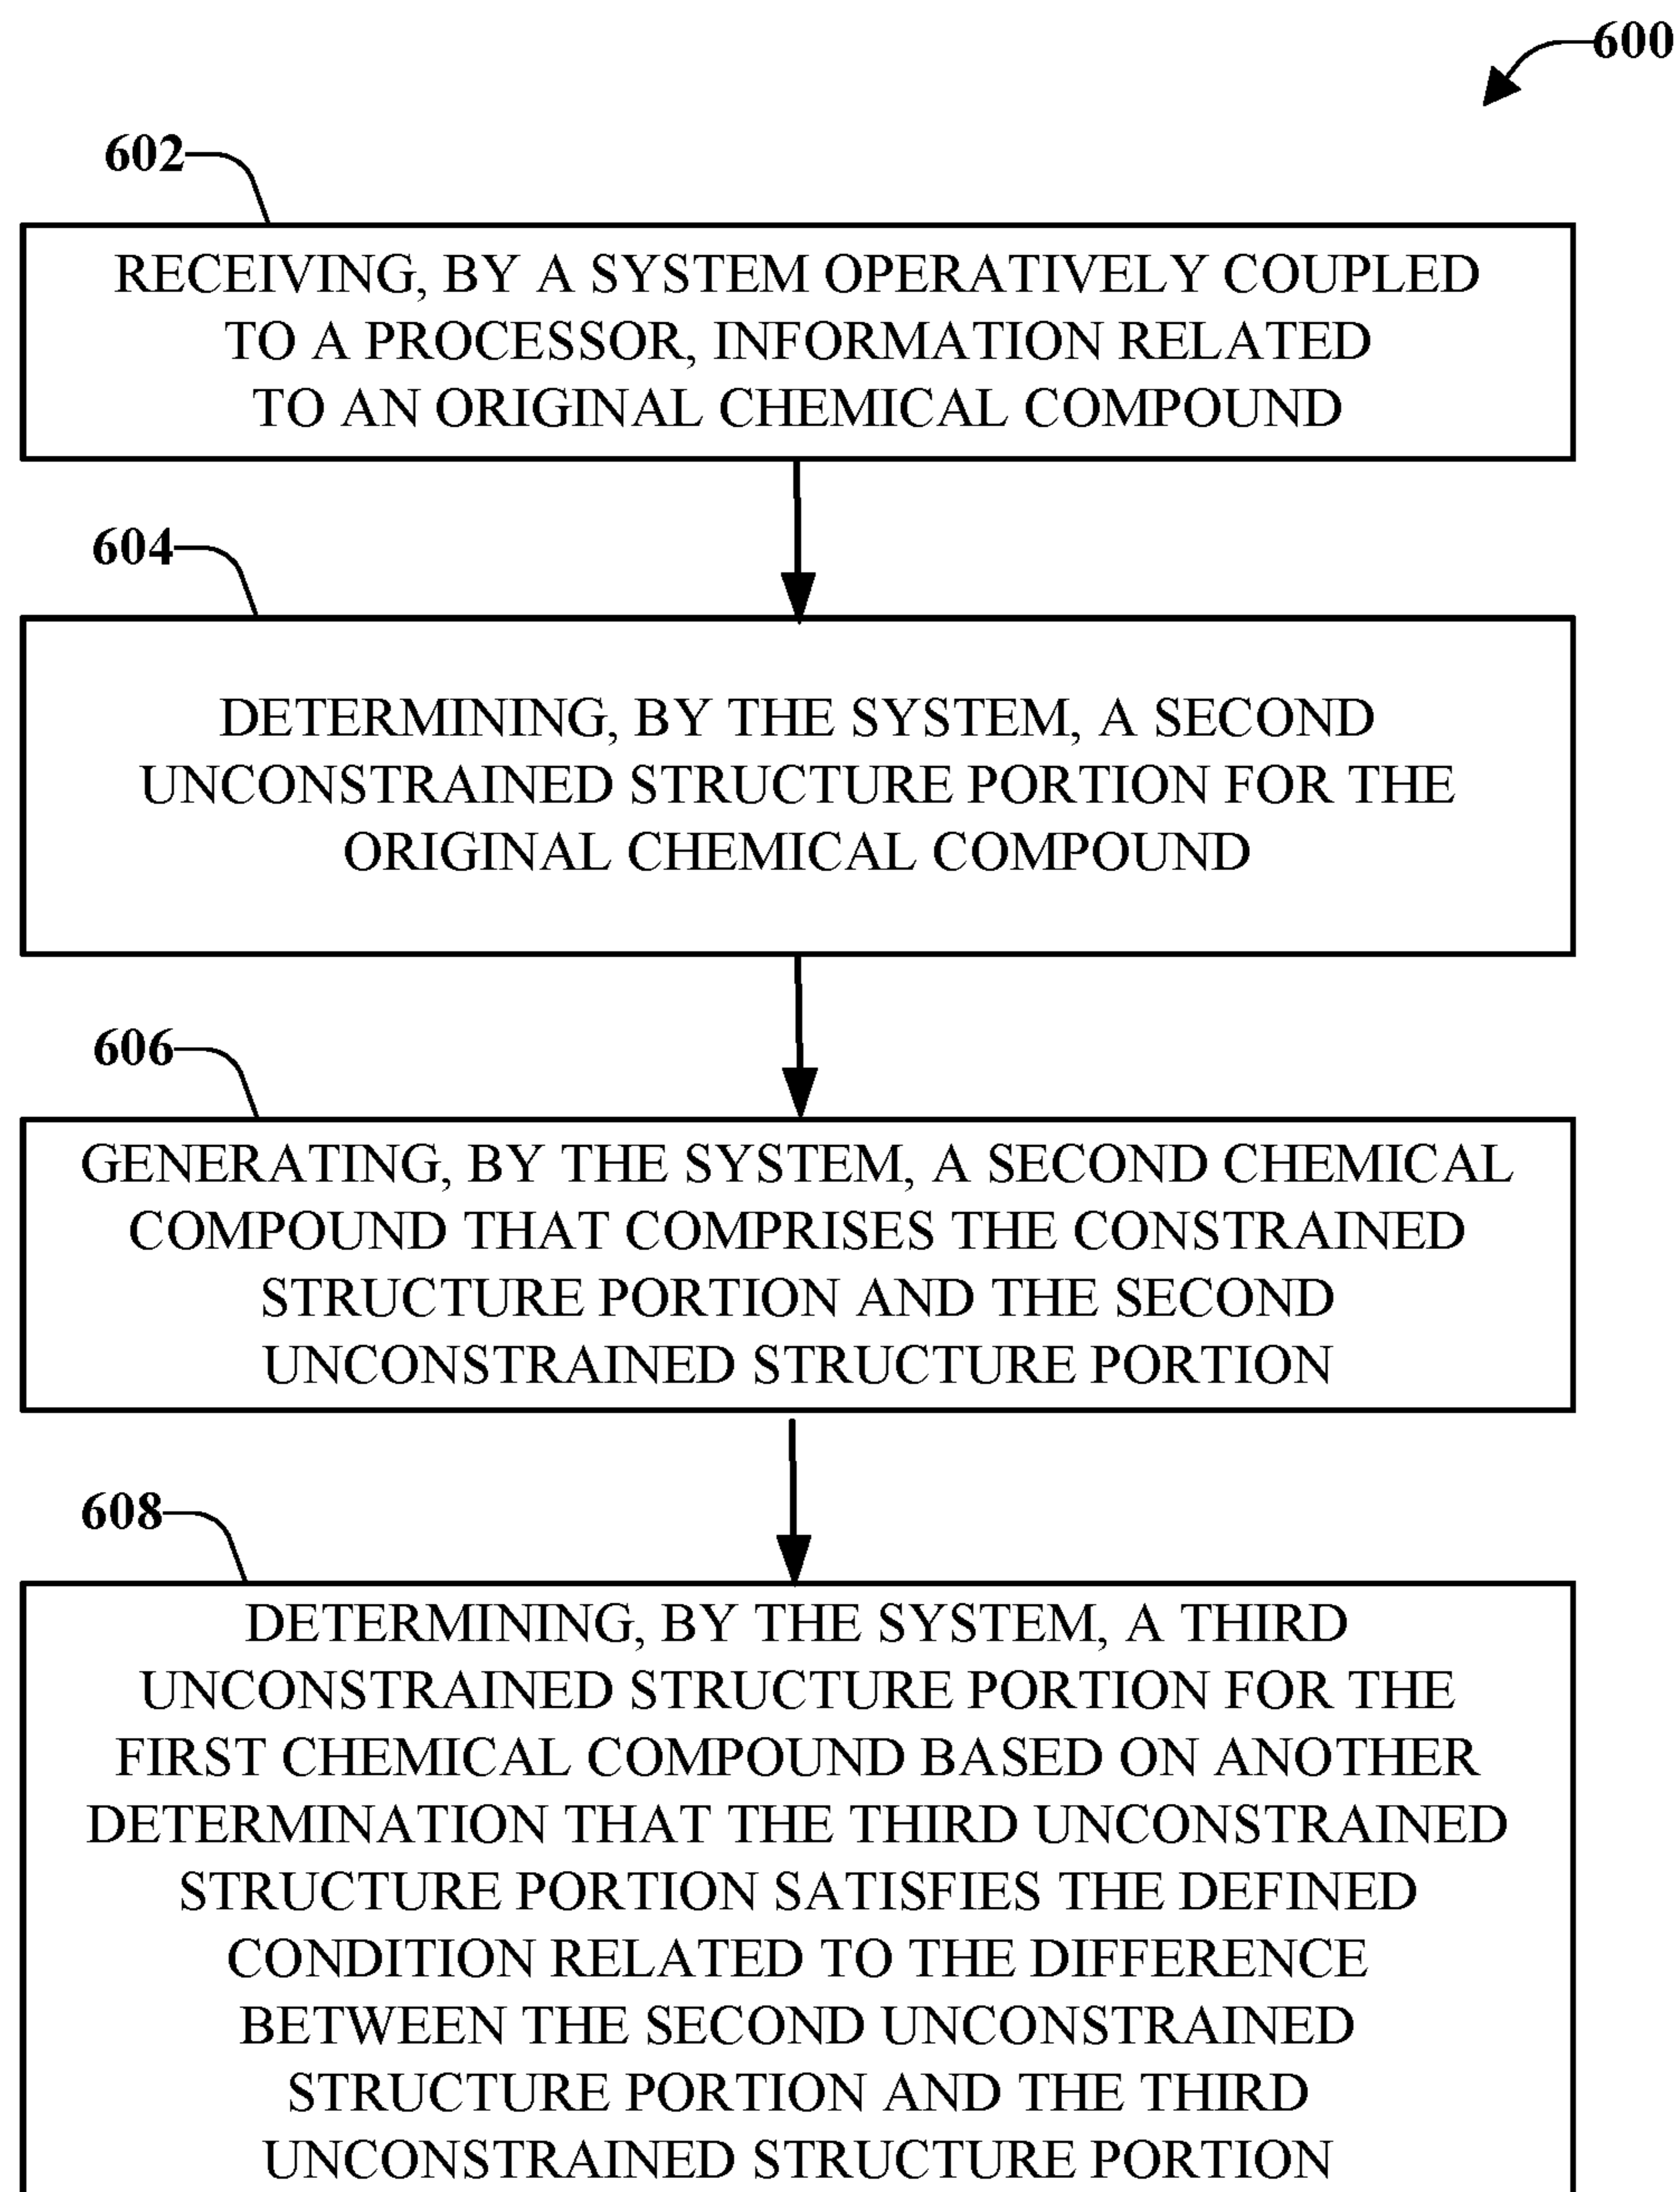 600
602
RECEIVING, BY A SYSTEM OPERATIVELY COUPLED
TO A PROCESSOR, INFORMATION RELATED
TO AN ORIGINAL CHEMICAL COMPOUND
604
DETERMINING, BY THE SYSTEM, A SECOND
UNCONSTRAINED STRUCTURE PORTION FOR THE
ORIGINAL CHEMICAL COMPOUND
606
GENERATING, BY THE SYSTEM, A SECOND CHEMICAL
COMPOUND THAT COMPRISES THE CONSTRAINED
STRUCTURE PORTION AND THE SECOND
UNCONSTRAINED STRUCTURE PORTION
608
DETERMINING, BY THE SYSTEM, A THIRD
UNCONSTRAINED STRUCTURE PORTION FOR THE
FIRST CHEMICAL COMPOUND BASED ON ANOTHER
DETERMINATION THAT THE THIRD UNCONSTRAINED
STRUCTURE PORTION SATISFIES THE DEFINED
CONDITION RELATED TO THE DIFFERENCE
BETWEEN THE SECOND UNCONSTRAINED
STRUCTURE PORTION AND THE THIRD
UNCONSTRAINED STRUCTURE PORTION